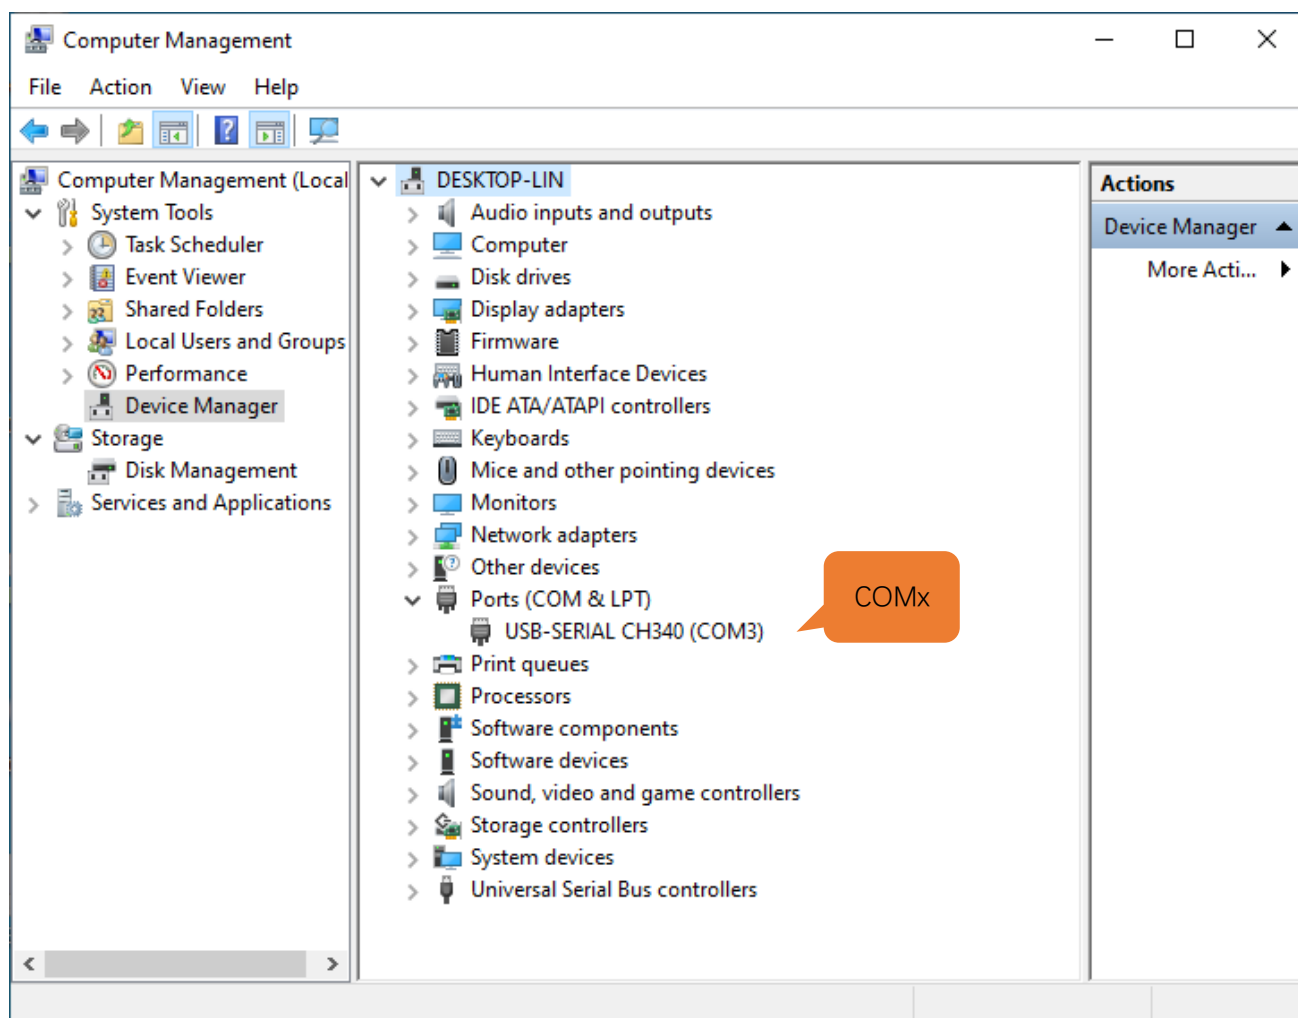 Computer Management
File Action View Help
Computer Management (Local
System Tools
Task Scheduler
Event Viewer
Shared Folders
Local Users and Groups
Performance
Device Manager
Storage
Disk Management
Services and Applications
DESKTOP-LIN
Audio inputs and outputs
Computer
Disk drives
Display adapters
Firmware
Human Interface Devices
IDE ATA/ATAPI controllers
Keyboards
Mice and other pointing devices
Monitors
Network adapters
Other devices
Ports (COM & LPT)
USB-SERIAL CH340 (COM3)
COMx
Print queues
Processors
Software components
Software devices
Sound, video and game controllers
Storage controllers
System devices
Universal Serial Bus controllers
Actions
Device Manager
More Acti...